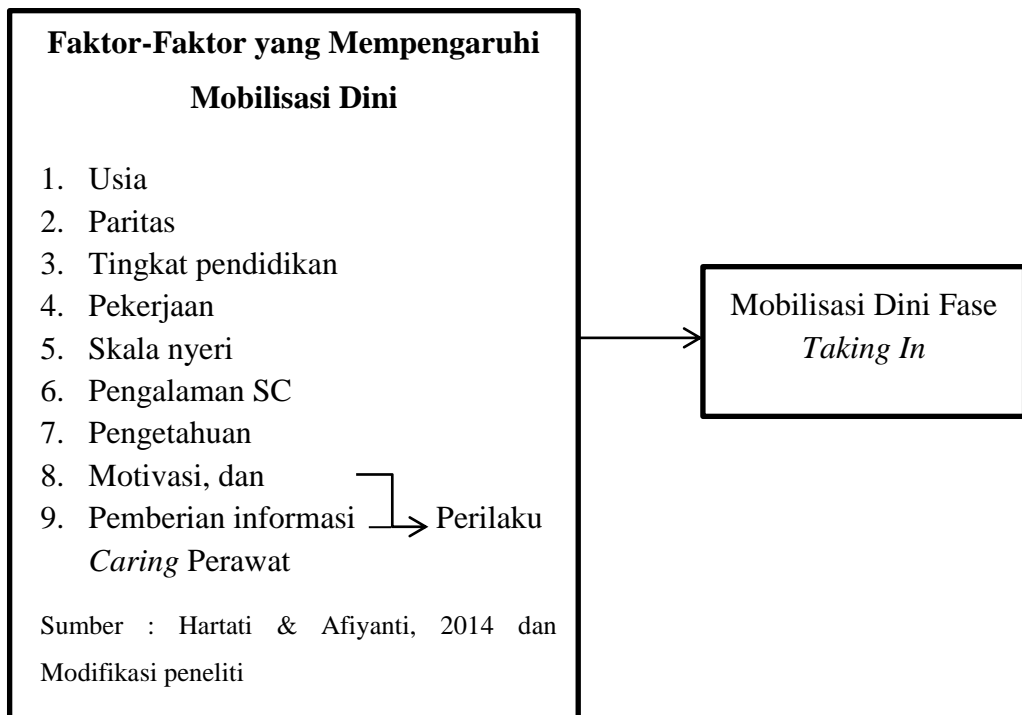 Faktor-Faktor yang Mempengaruhi
Mobilisasi Dini
1. Usia
2. Paritas
3. Tingkat pendidikan
4. Pekerjaan
5. Skala nyeri
6. Pengalaman SC
7. Pengetahuan
8. Motivasi, dan
9. Pemberian informasi Perilaku
Caring Perawat
Sumber : Hartati & Afiyanti, 2014 dan
Modifikasi peneliti
Mobilisasi Dini Fase
Taking In